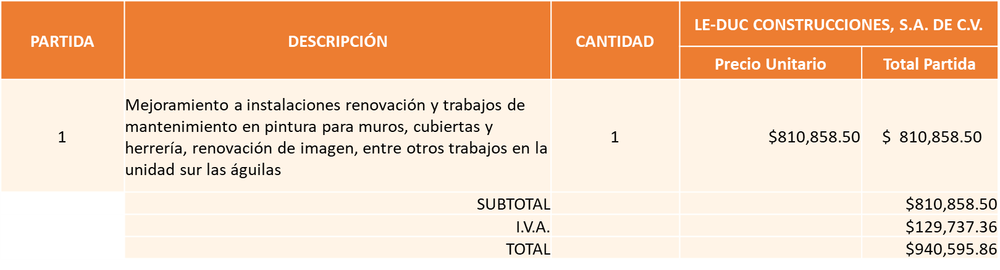 PARTIDA
DESCRIPCIÓN
CANTIDAD
LE-DUC CONSTRUCCIONES, S.A. DE C.V.
Precio Unitario
Total Partida
1
Mejoramiento a instalaciones renovación y trabajos de
mantenimiento en pintura para muros, cubiertas y
herrería, renovación de imagen, entre otros trabajos en la
unidad sur las águilas
1
$810,858.50
$ 810,858.50
SUBTOTAL
$810,858.50
I.V.A.
$129,737.36
TOTAL
$940,595.86